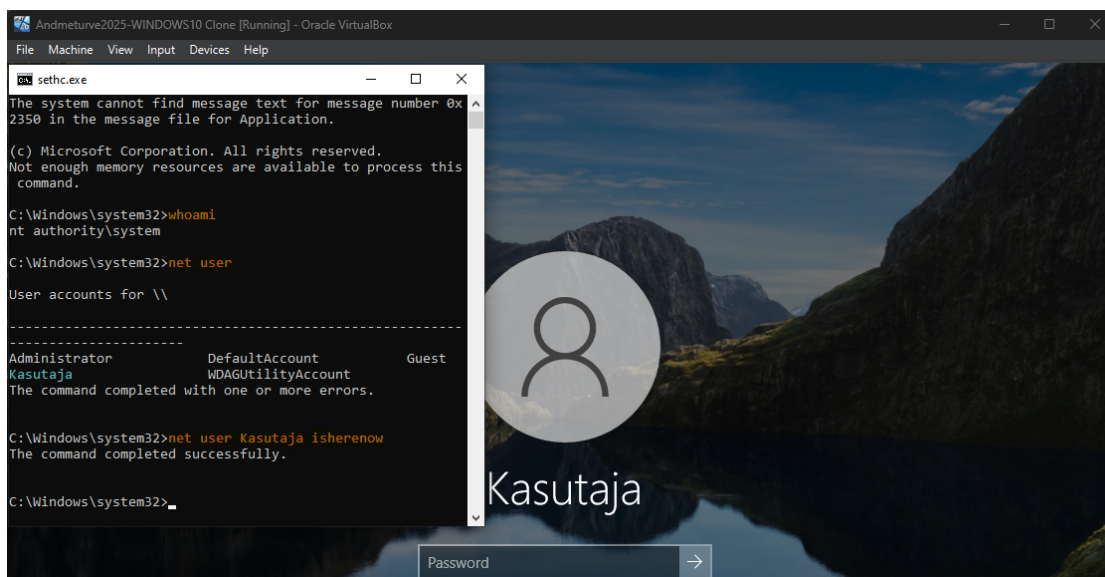 Andmeturve2025-WINDOWS10 Clone [Running] - Oracle VirtualBox
File Machine View Input Devices Help
sethc.exe
The system cannot find message text for message number 0x
2350 in the message file for Application.
(c) Microsoft Corporation. All rights reserved.
Not enough memory resources are available to process this
command.
C:\Windows\system32>whoami
nt authority\system
C:\Windows\system32>net user
User accounts for \\
-------------------------------------------------------------------------------
Administrator DefaultAccount Guest
Kasutaja WDAGUtilityAccount
The command completed with one or more errors.
C:\Windows\system32>net user Kasutaja isherenow
The command completed successfully.
C:\Windows\system32>
Kasutaja
Password